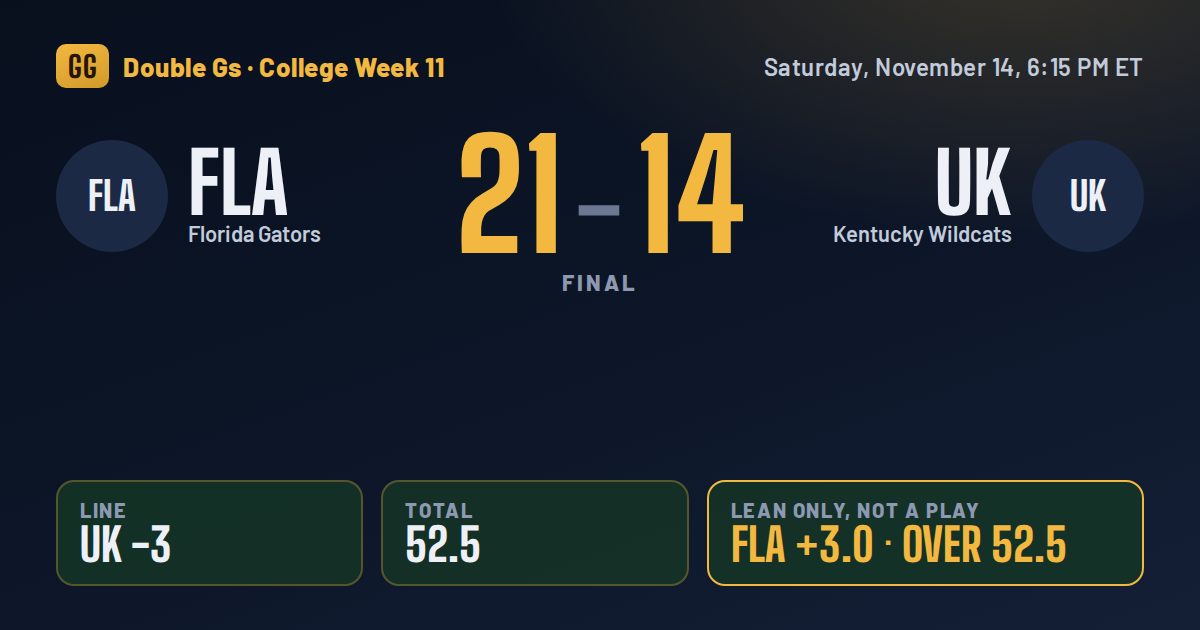 GG Double Gs · College Week 11
Saturday, November 14, 6:15 PM ET
FLA
FLA
Florida Gators
21 – 14
FINAL
UK
Kentucky Wildcats
UK
LINE
UK −3
TOTAL
52.5
LEAN ONLY, NOT A PLAY
FLA +3.0 · OVER 52.5